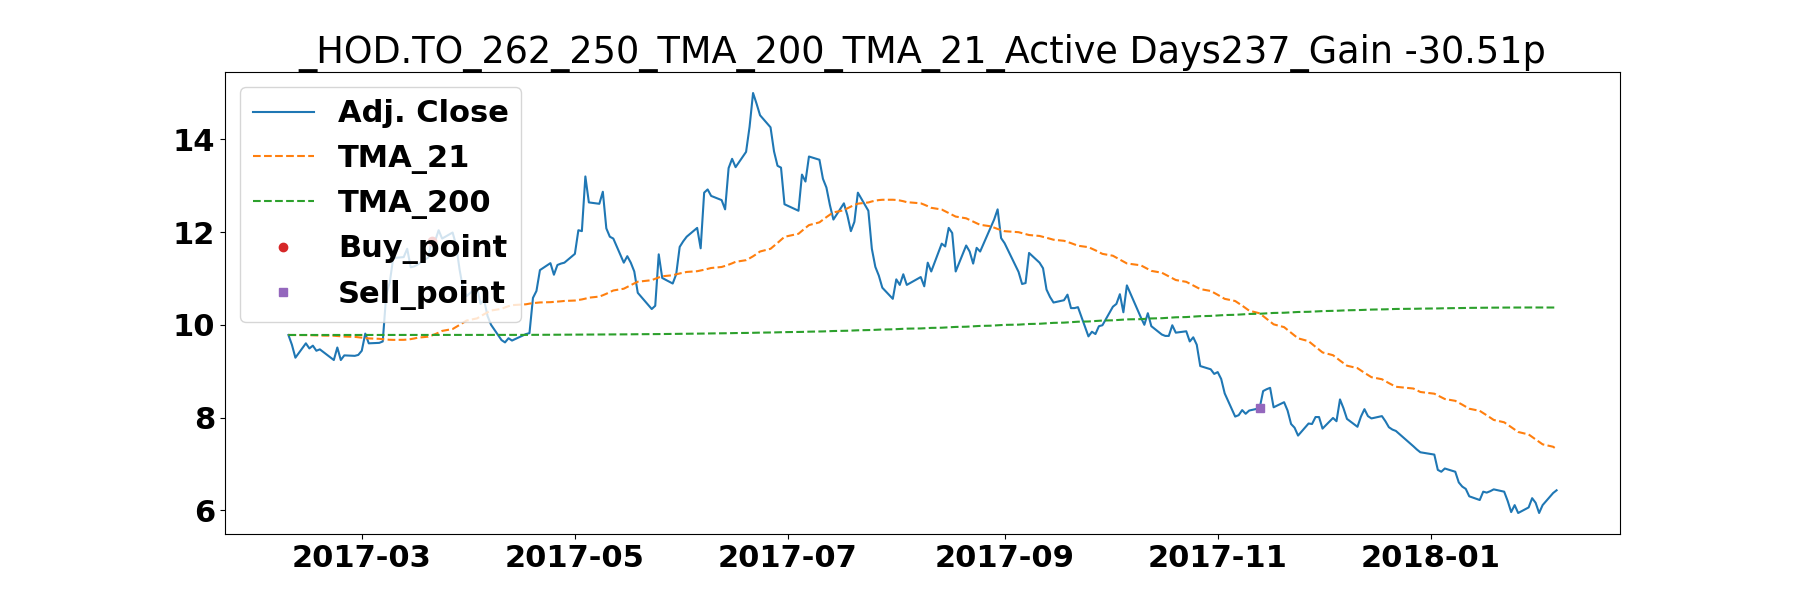 _HOD.TO_262_250_TMA_200_TMA_21_Active Days237_Gain -30.51p
Adj. Close
TMA_21
TMA_200
Buy_point
Sell_point
14
12
10
8
6
2017-03 2017-05 2017-07 2017-09 2017-11 2018-01